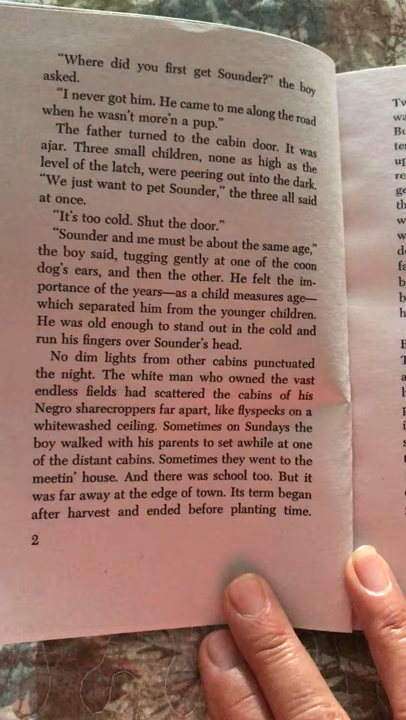 "Where did you first get Sounder?" the boy
asked.
"I never got him. He came to me along the road
when he wasn't more'n a pup."
The father turned to the cabin door. It was
ajar. Three small children, none as high as the
level of the latch, were peering out into the dark.
"We just want to pet Sounder," the three all said
at once.
"It's too cold. Shut the door."
"Sounder and me must be about the same age,"
the boy said, tugging gently at one of the coon
dog's ears, and then the other. He felt the im-
portance of the years—as a child measures age—
which separated him from the younger children.
He was old enough to stand out in the cold and
run his fingers over Sounder's head.
No dim lights from other cabins punctuated
the night. The white man who owned the vast
endless fields had scattered the cabins of his
Negro sharecroppers far apart, like flyspecks on a
whitewashed ceiling. Sometimes on Sundays the
boy walked with his parents to set awhile at one
of the distant cabins. Sometimes they went to the
meetin' house. And there was school too. But it
was far away at the edge of town. Its term began
after harvest and ended before planting time.
2